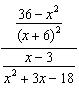 36 − x²
(x + 6)²
x − 3
x² + 3x − 18